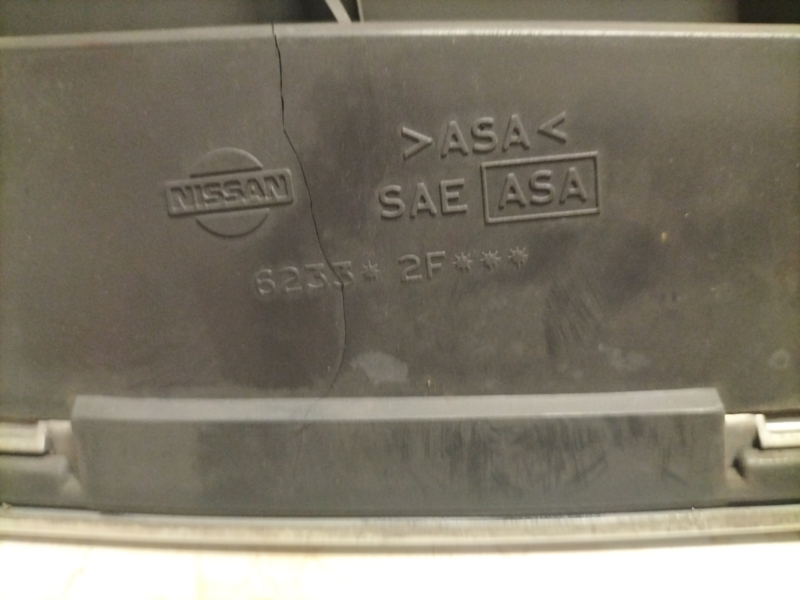 >ASA<
NISSAN
SAE ASA
6233* 2F***